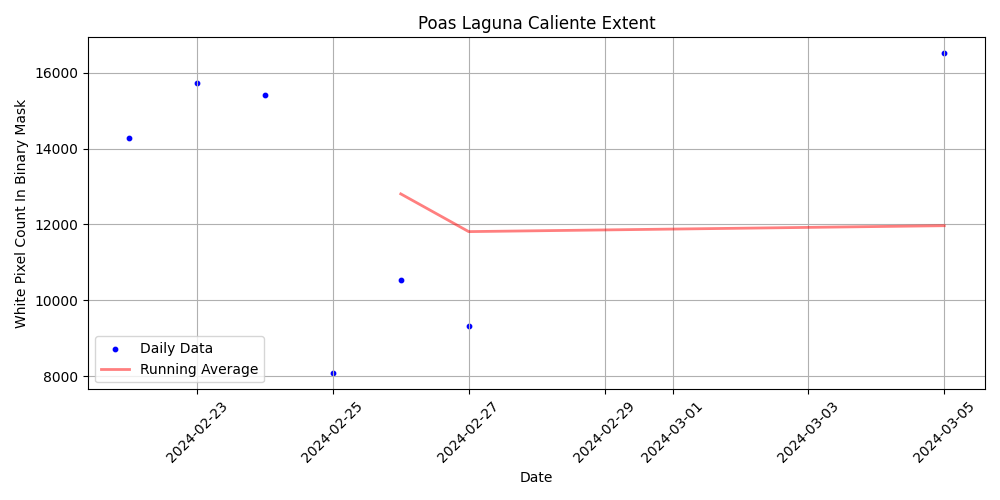 Poas Laguna Caliente Extent
White Pixel Count In Binary Mask
16000
14000
12000
10000
8000
Daily Data
Running Average
2024-02-23
2024-02-25
2024-02-27
2024-02-29
2024-03-01
2024-03-03
2024-03-05
Date